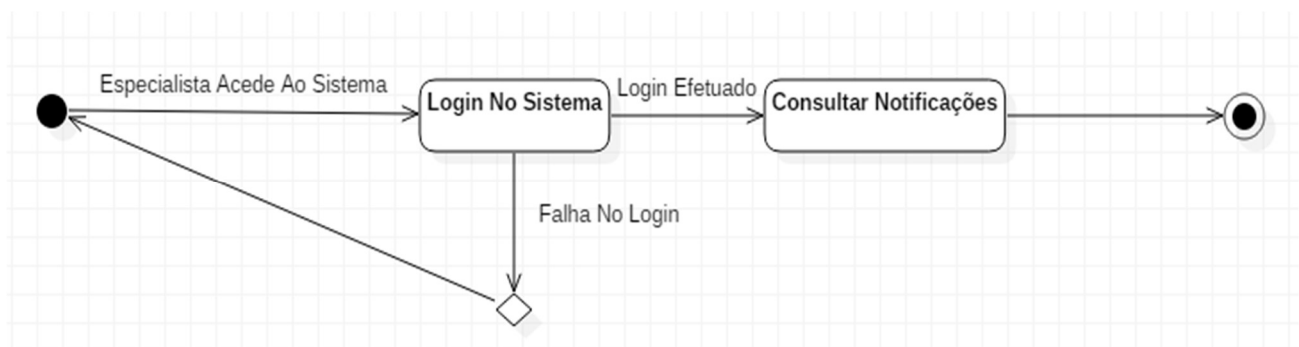 Especialista Acede Ao Sistema
Login No Sistema
Login Efetuado
Consultar Notificações
Falha No Login